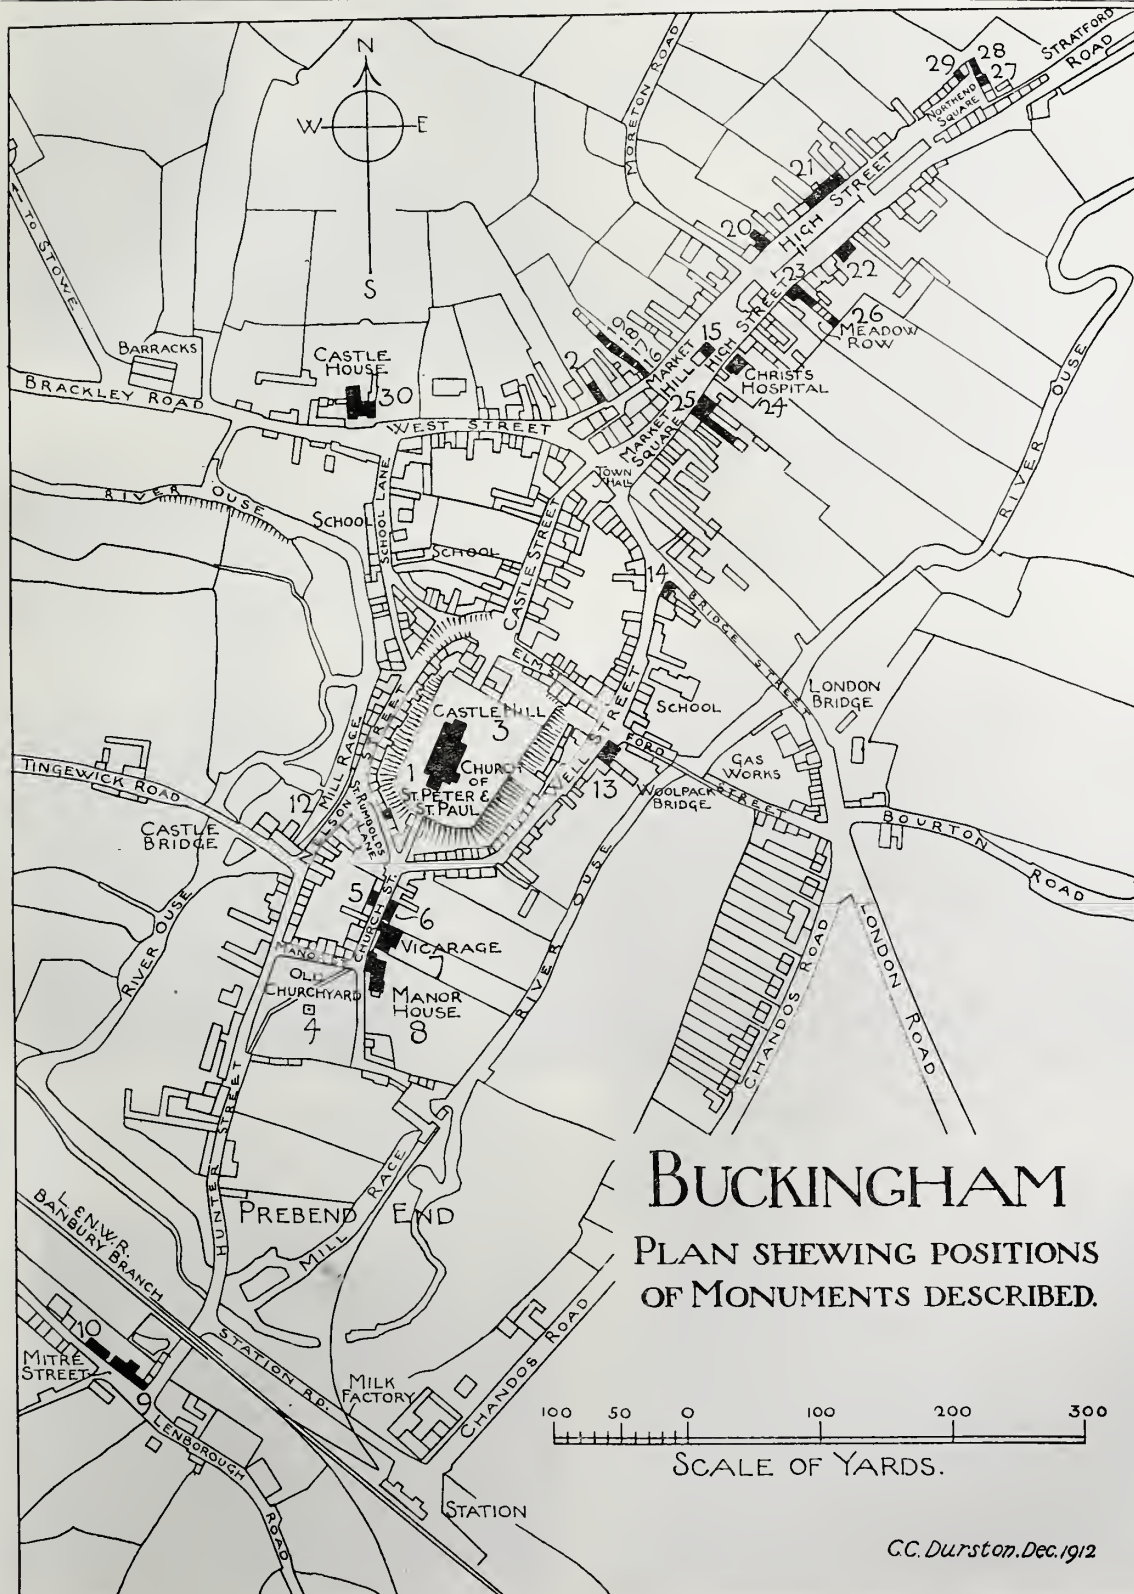 N
W
E
S
MORETON ROAD
STRATFORD
ROAD
29
28
27
NORTHEND
SQUARE
21
HIGH STREET
20
22
23
HIGH STREET
26
MEADOW
ROW
19
18
17
16
15
2
MARKET
HILL
CHRIST'S
HOSPITAL
24
25
MARKET
SQUARE
TOWN
HALL
TO STOWE
BARRACKS
BRACKLEY ROAD
CASTLE
HOUSE
30
WEST STREET
RIVER OUSE
RIVER OUSE
SCHOOL
SCHOOL LANE
SCHOOL
CASTLE STREET
14
BRIDGE STREET
ELM ST
WELL STREET
SCHOOL
LONDON
BRIDGE
CASTLE HILL
3
1
CHURCH
OF
ST. PETER &
ST. PAUL
13
FORD STREET
WOOLPACK
BRIDGE
GAS
WORKS
BOURTON
ROAD
TINGEWICK ROAD
MILL RACE
12
NELSON STREET
ST. RUMBOLDS
LANE
CASTLE
BRIDGE
5
6
CHURCH ST.
VICARAGE
7
RIVER OUSE
RIVER OUSE
OLD
CHURCHYARD
4
MANOR
HOUSE
8
CHANDOS ROAD
LONDON ROAD
HUNTER STREET
PREBEND END
MILL RACE
L. & N.W.R.
BANBURY BRANCH
10
MITRE
STREET
9
STATION RD.
LENBOROUGH
ROAD
MILK
FACTORY
CHANDOS ROAD
STATION
BUCKINGHAM
PLAN SHEWING POSITIONS
OF MONUMENTS DESCRIBED.
100 50 0 100 200 300
SCALE OF YARDS.
C.C. Durston. Dec. 1912